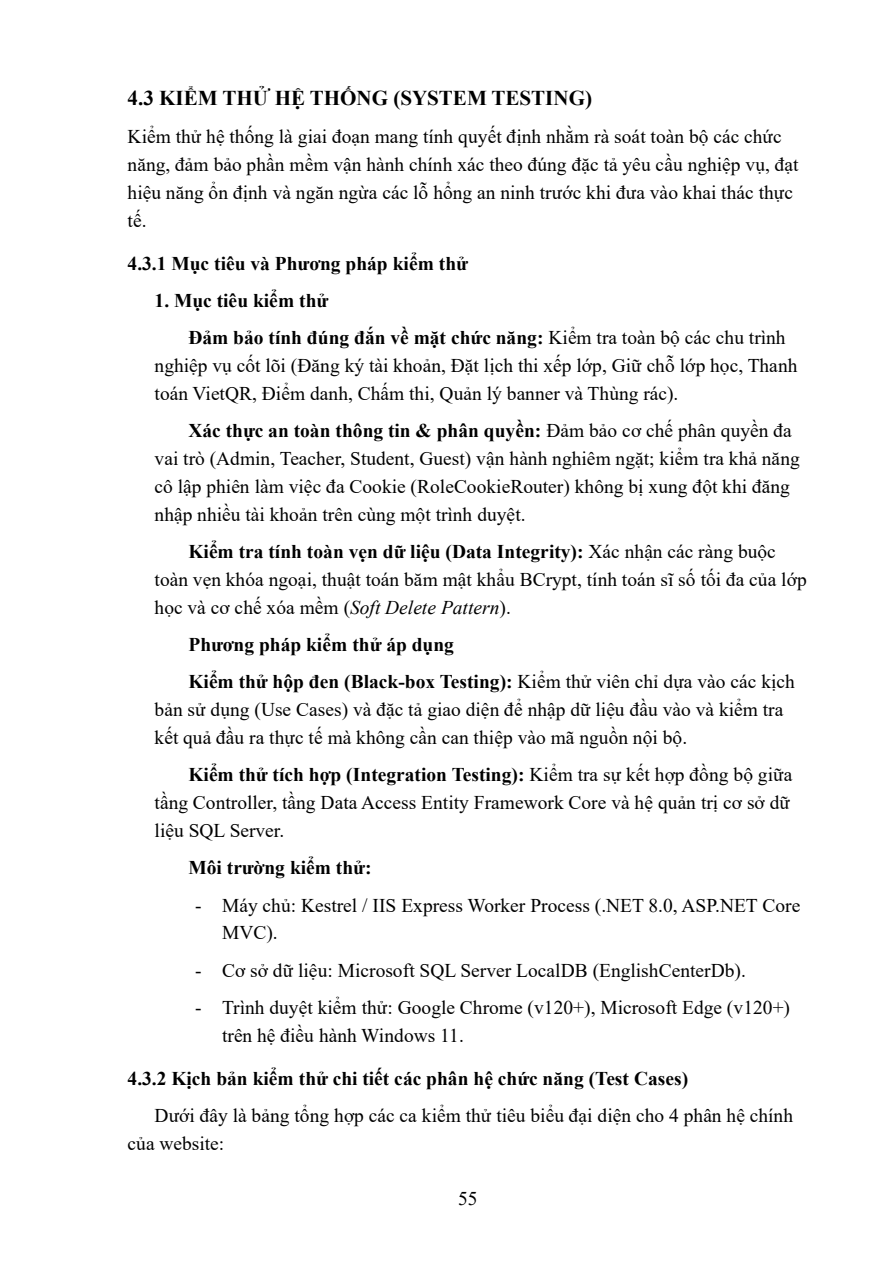 4.3 KIỂM THỬ HỆ THỐNG (SYSTEM TESTING)
Kiểm thử hệ thống là giai đoạn mang tính quyết định nhằm rà soát toàn bộ các chức
năng, đảm bảo phần mềm vận hành chính xác theo đúng đặc tả yêu cầu nghiệp vụ, đạt
hiệu năng ổn định và ngăn ngừa các lỗ hổng an ninh trước khi đưa vào khai thác thực
tế.
4.3.1 Mục tiêu và Phương pháp kiểm thử
1. Mục tiêu kiểm thử
Đảm bảo tính đúng đắn về mặt chức năng: Kiểm tra toàn bộ các chu trình
nghiệp vụ cốt lõi (Đăng ký tài khoản, Đặt lịch thi xếp lớp, Giữ chỗ lớp học, Thanh
toán VietQR, Điểm danh, Chấm thi, Quản lý banner và Thùng rác).
Xác thực an toàn thông tin & phân quyền: Đảm bảo cơ chế phân quyền đa
vai trò (Admin, Teacher, Student, Guest) vận hành nghiêm ngặt; kiểm tra khả năng
cô lập phiên làm việc đa Cookie (RoleCookieRouter) không bị xung đột khi đăng
nhập nhiều tài khoản trên cùng một trình duyệt.
Kiểm tra tính toàn vẹn dữ liệu (Data Integrity): Xác nhận các ràng buộc
toàn vẹn khóa ngoại, thuật toán băm mật khẩu BCrypt, tính toán sĩ số tối đa của lớp
học và cơ chế xóa mềm (Soft Delete Pattern).
Phương pháp kiểm thử áp dụng
Kiểm thử hộp đen (Black-box Testing): Kiểm thử viên chỉ dựa vào các kịch
bản sử dụng (Use Cases) và đặc tả giao diện để nhập dữ liệu đầu vào và kiểm tra
kết quả đầu ra thực tế mà không cần can thiệp vào mã nguồn nội bộ.
Kiểm thử tích hợp (Integration Testing): Kiểm tra sự kết hợp đồng bộ giữa
tầng Controller, tầng Data Access Entity Framework Core và hệ quản trị cơ sở dữ
liệu SQL Server.
Môi trường kiểm thử:
- Máy chủ: Kestrel / IIS Express Worker Process (.NET 8.0, ASP.NET Core
MVC).
- Cơ sở dữ liệu: Microsoft SQL Server LocalDB (EnglishCenterDb).
- Trình duyệt kiểm thử: Google Chrome (v120+), Microsoft Edge (v120+)
trên hệ điều hành Windows 11.
4.3.2 Kịch bản kiểm thử chi tiết các phân hệ chức năng (Test Cases)
Dưới đây là bảng tổng hợp các ca kiểm thử tiêu biểu đại diện cho 4 phân hệ chính
của website:
55